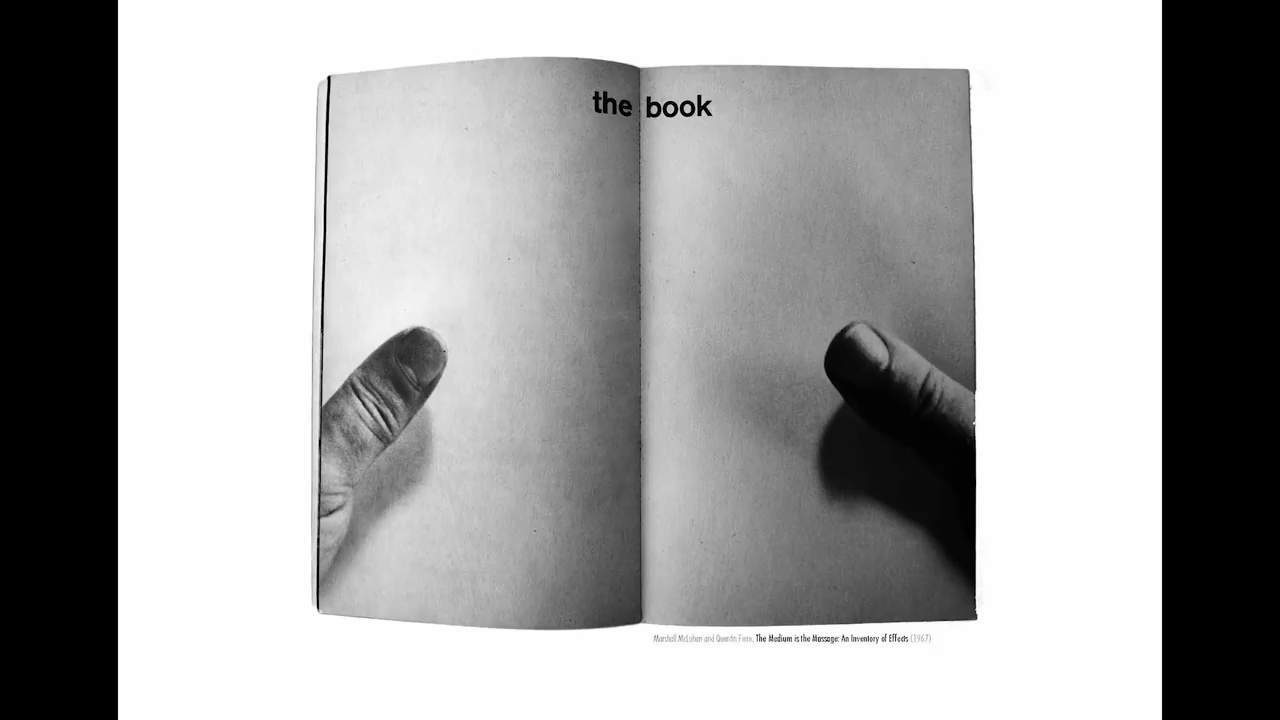 the book
Marshall McLuhan and Quentin Fiore, The Medium is the Massage: An Inventory of Effects (1967)